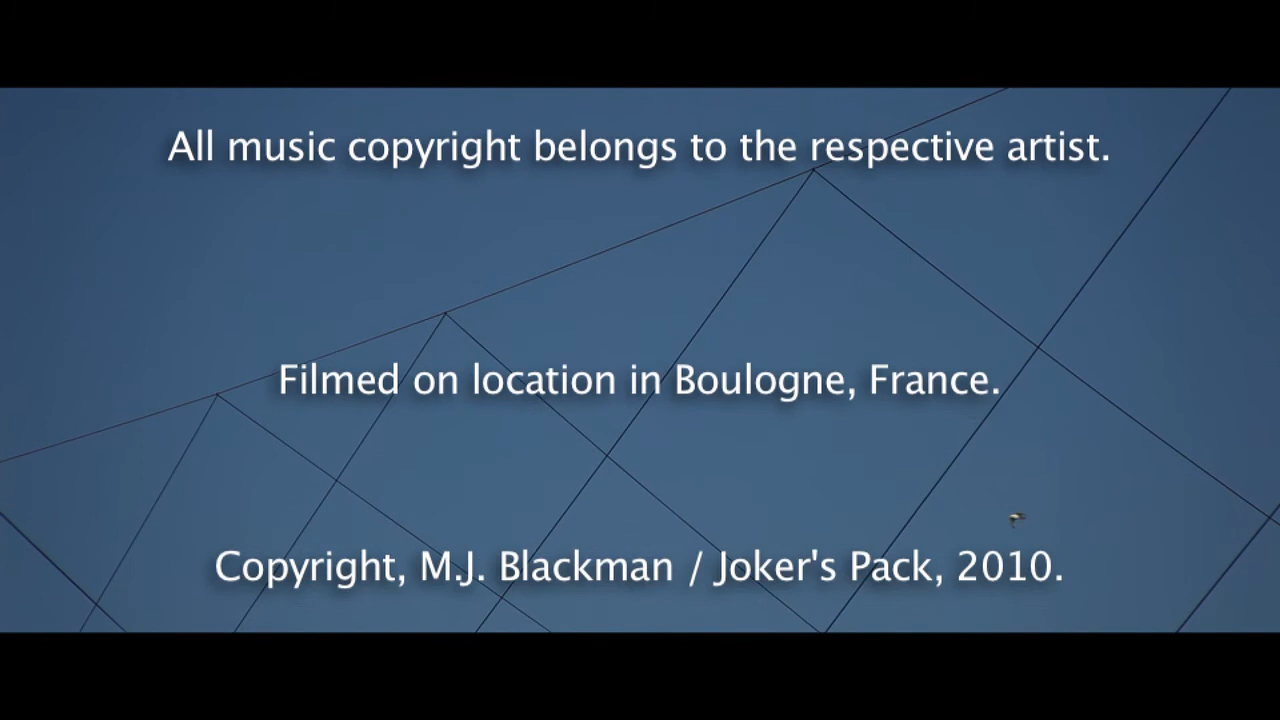 All music copyright belongs to the respective artist.
Filmed on location in Boulogne, France.
Copyright, M.J. Blackman / Joker's Pack, 2010.